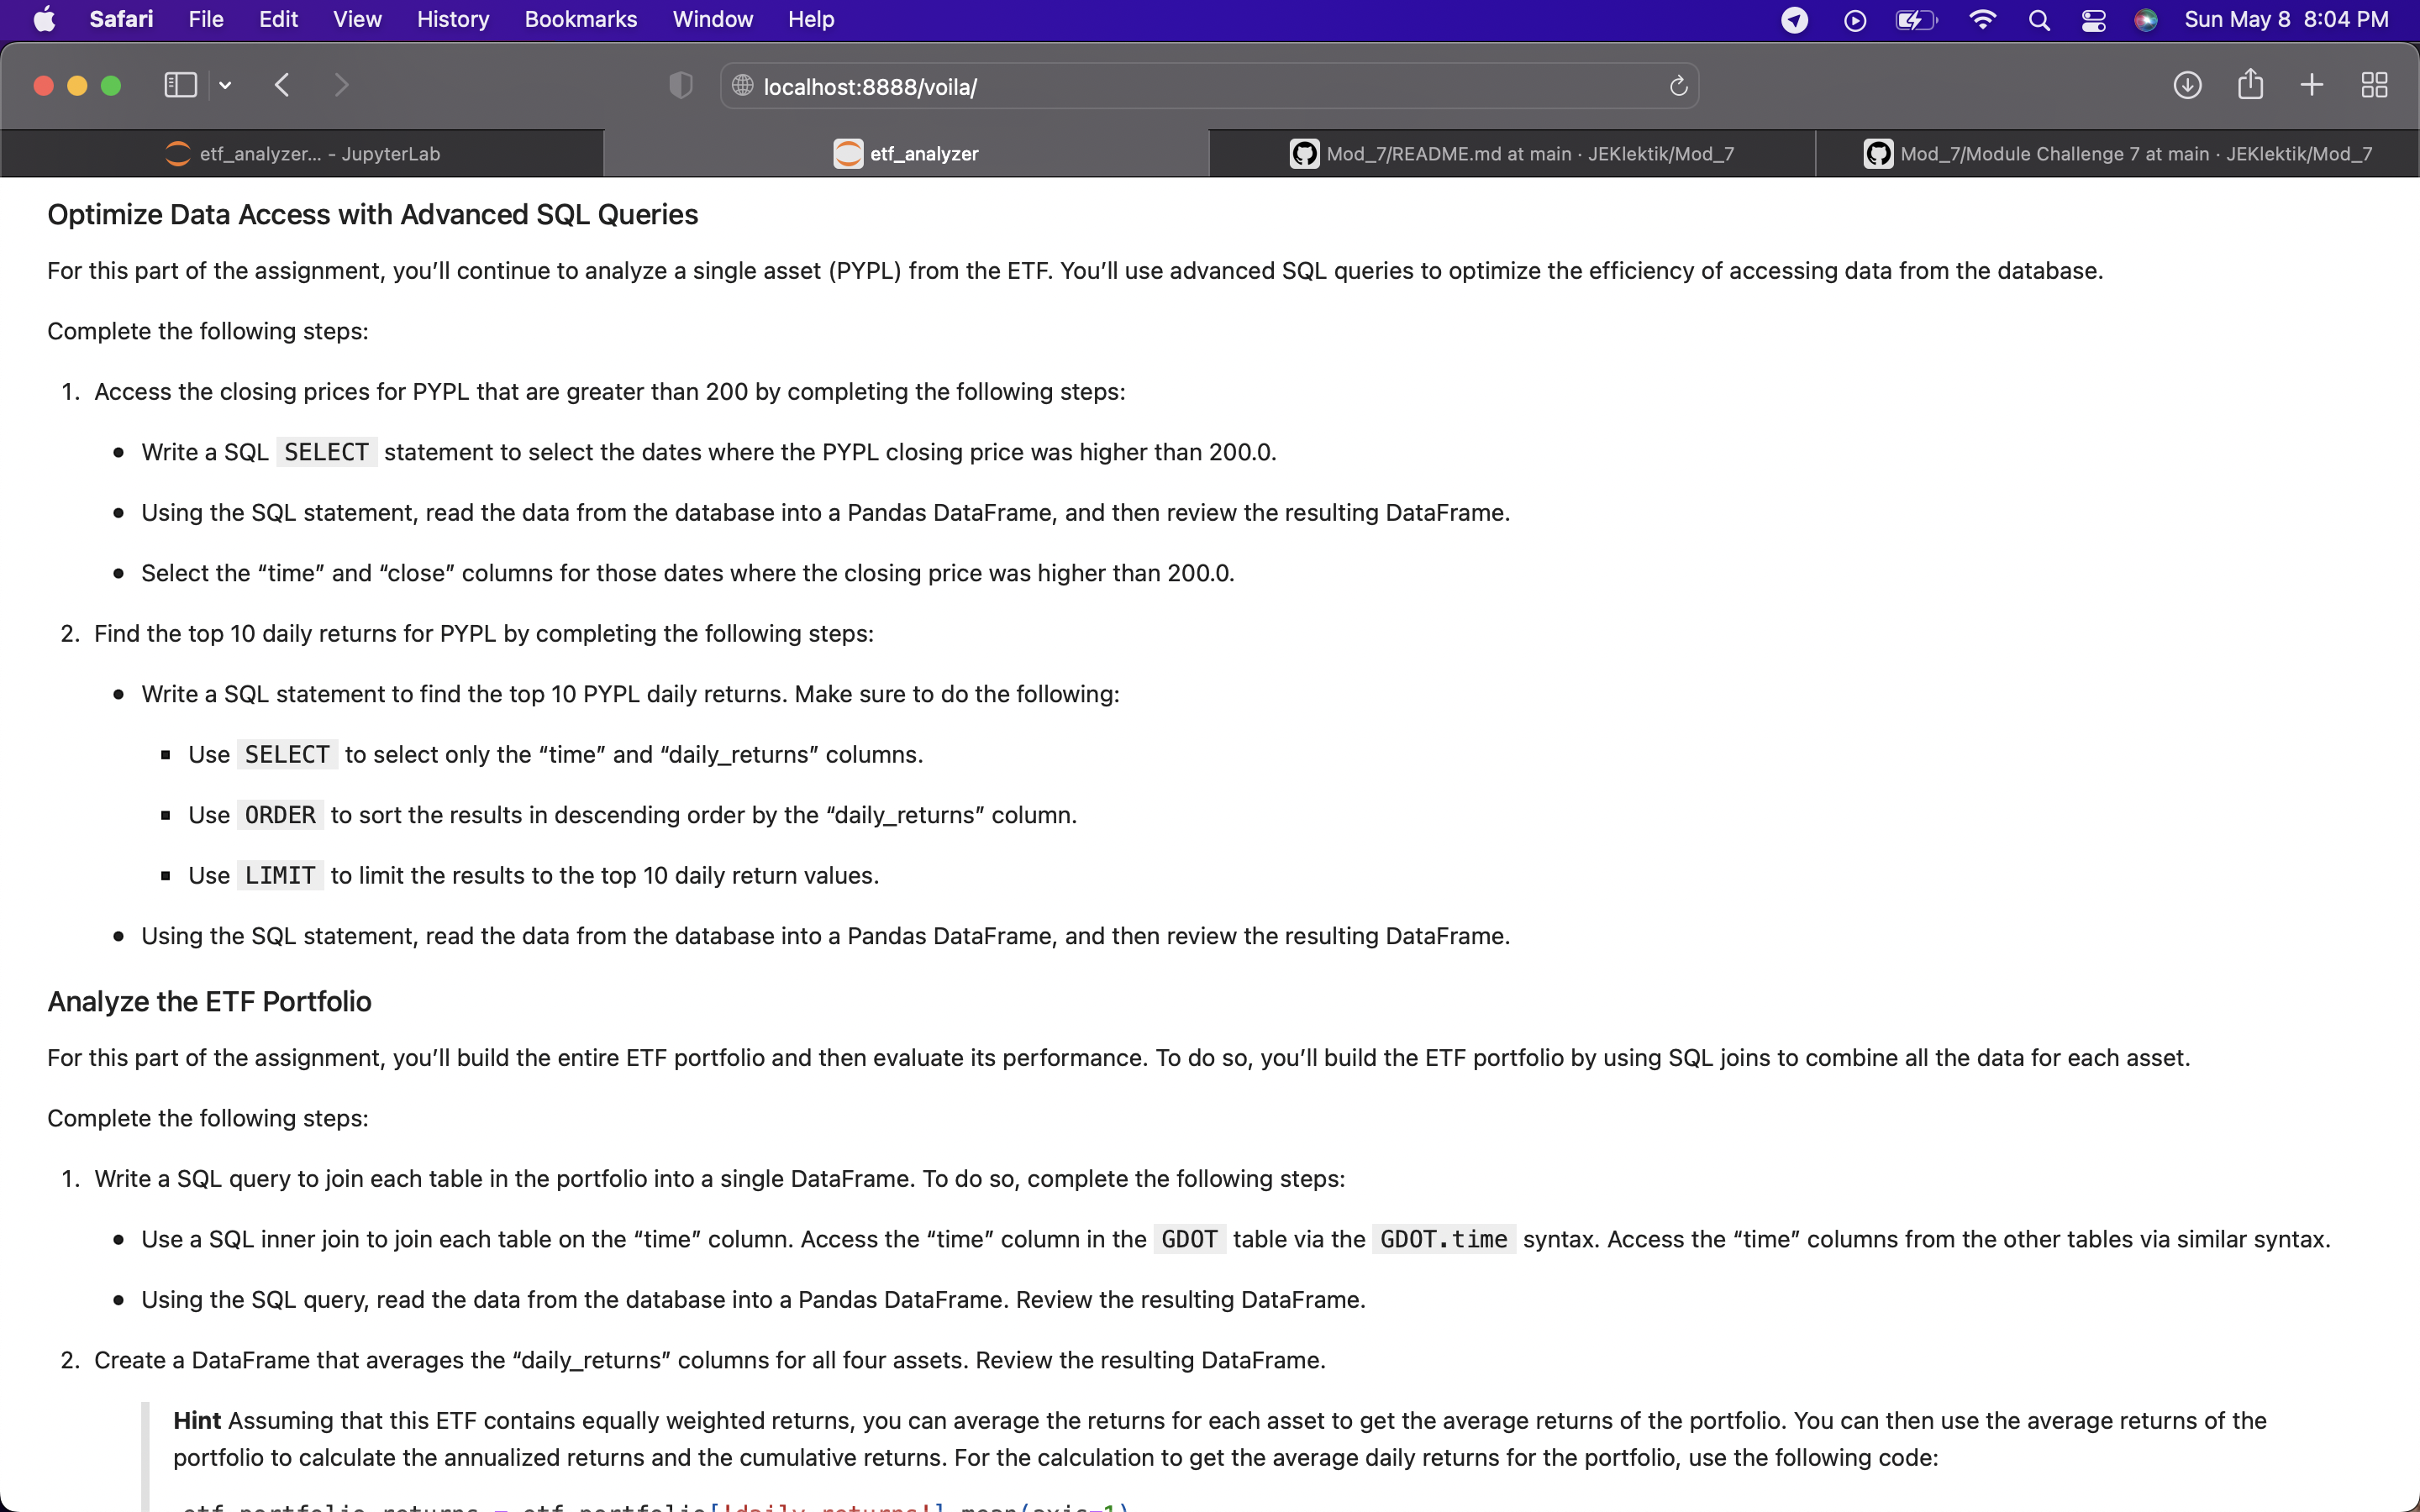 Safari File Edit View History Bookmarks Window Help Sun May 8 8:04 PM
localhost:8888/voila/
etf_analyzer... - JupyterLab
etf_analyzer
Mod_7/README.md at main · JEKlektik/Mod_7
Mod_7/Module Challenge 7 at main · JEKlektik/Mod_7
Optimize Data Access with Advanced SQL Queries
For this part of the assignment, you’ll continue to analyze a single asset (PYPL) from the ETF. You’ll use advanced SQL queries to optimize the efficiency of accessing data from the database.
Complete the following steps:
1. Access the closing prices for PYPL that are greater than 200 by completing the following steps:
• Write a SQL SELECT statement to select the dates where the PYPL closing price was higher than 200.0.
• Using the SQL statement, read the data from the database into a Pandas DataFrame, and then review the resulting DataFrame.
• Select the “time” and “close” columns for those dates where the closing price was higher than 200.0.
2. Find the top 10 daily returns for PYPL by completing the following steps:
• Write a SQL statement to find the top 10 PYPL daily returns. Make sure to do the following:
▪ Use SELECT to select only the “time” and “daily_returns” columns.
▪ Use ORDER to sort the results in descending order by the “daily_returns” column.
▪ Use LIMIT to limit the results to the top 10 daily return values.
• Using the SQL statement, read the data from the database into a Pandas DataFrame, and then review the resulting DataFrame.
Analyze the ETF Portfolio
For this part of the assignment, you’ll build the entire ETF portfolio and then evaluate its performance. To do so, you’ll build the ETF portfolio by using SQL joins to combine all the data for each asset.
Complete the following steps:
1. Write a SQL query to join each table in the portfolio into a single DataFrame. To do so, complete the following steps:
• Use a SQL inner join to join each table on the “time” column. Access the “time” column in the GDOT table via the GDOT.time syntax. Access the “time” columns from the other tables via similar syntax.
• Using the SQL query, read the data from the database into a Pandas DataFrame. Review the resulting DataFrame.
2. Create a DataFrame that averages the “daily_returns” columns for all four assets. Review the resulting DataFrame.
Hint Assuming that this ETF contains equally weighted returns, you can average the returns for each asset to get the average returns of the portfolio. You can then use the average returns of the
portfolio to calculate the annualized returns and the cumulative returns. For the calculation to get the average daily returns for the portfolio, use the following code:
etf_portfolio_returns = etf_portfolio['daily_returns'].mean(axis=1)